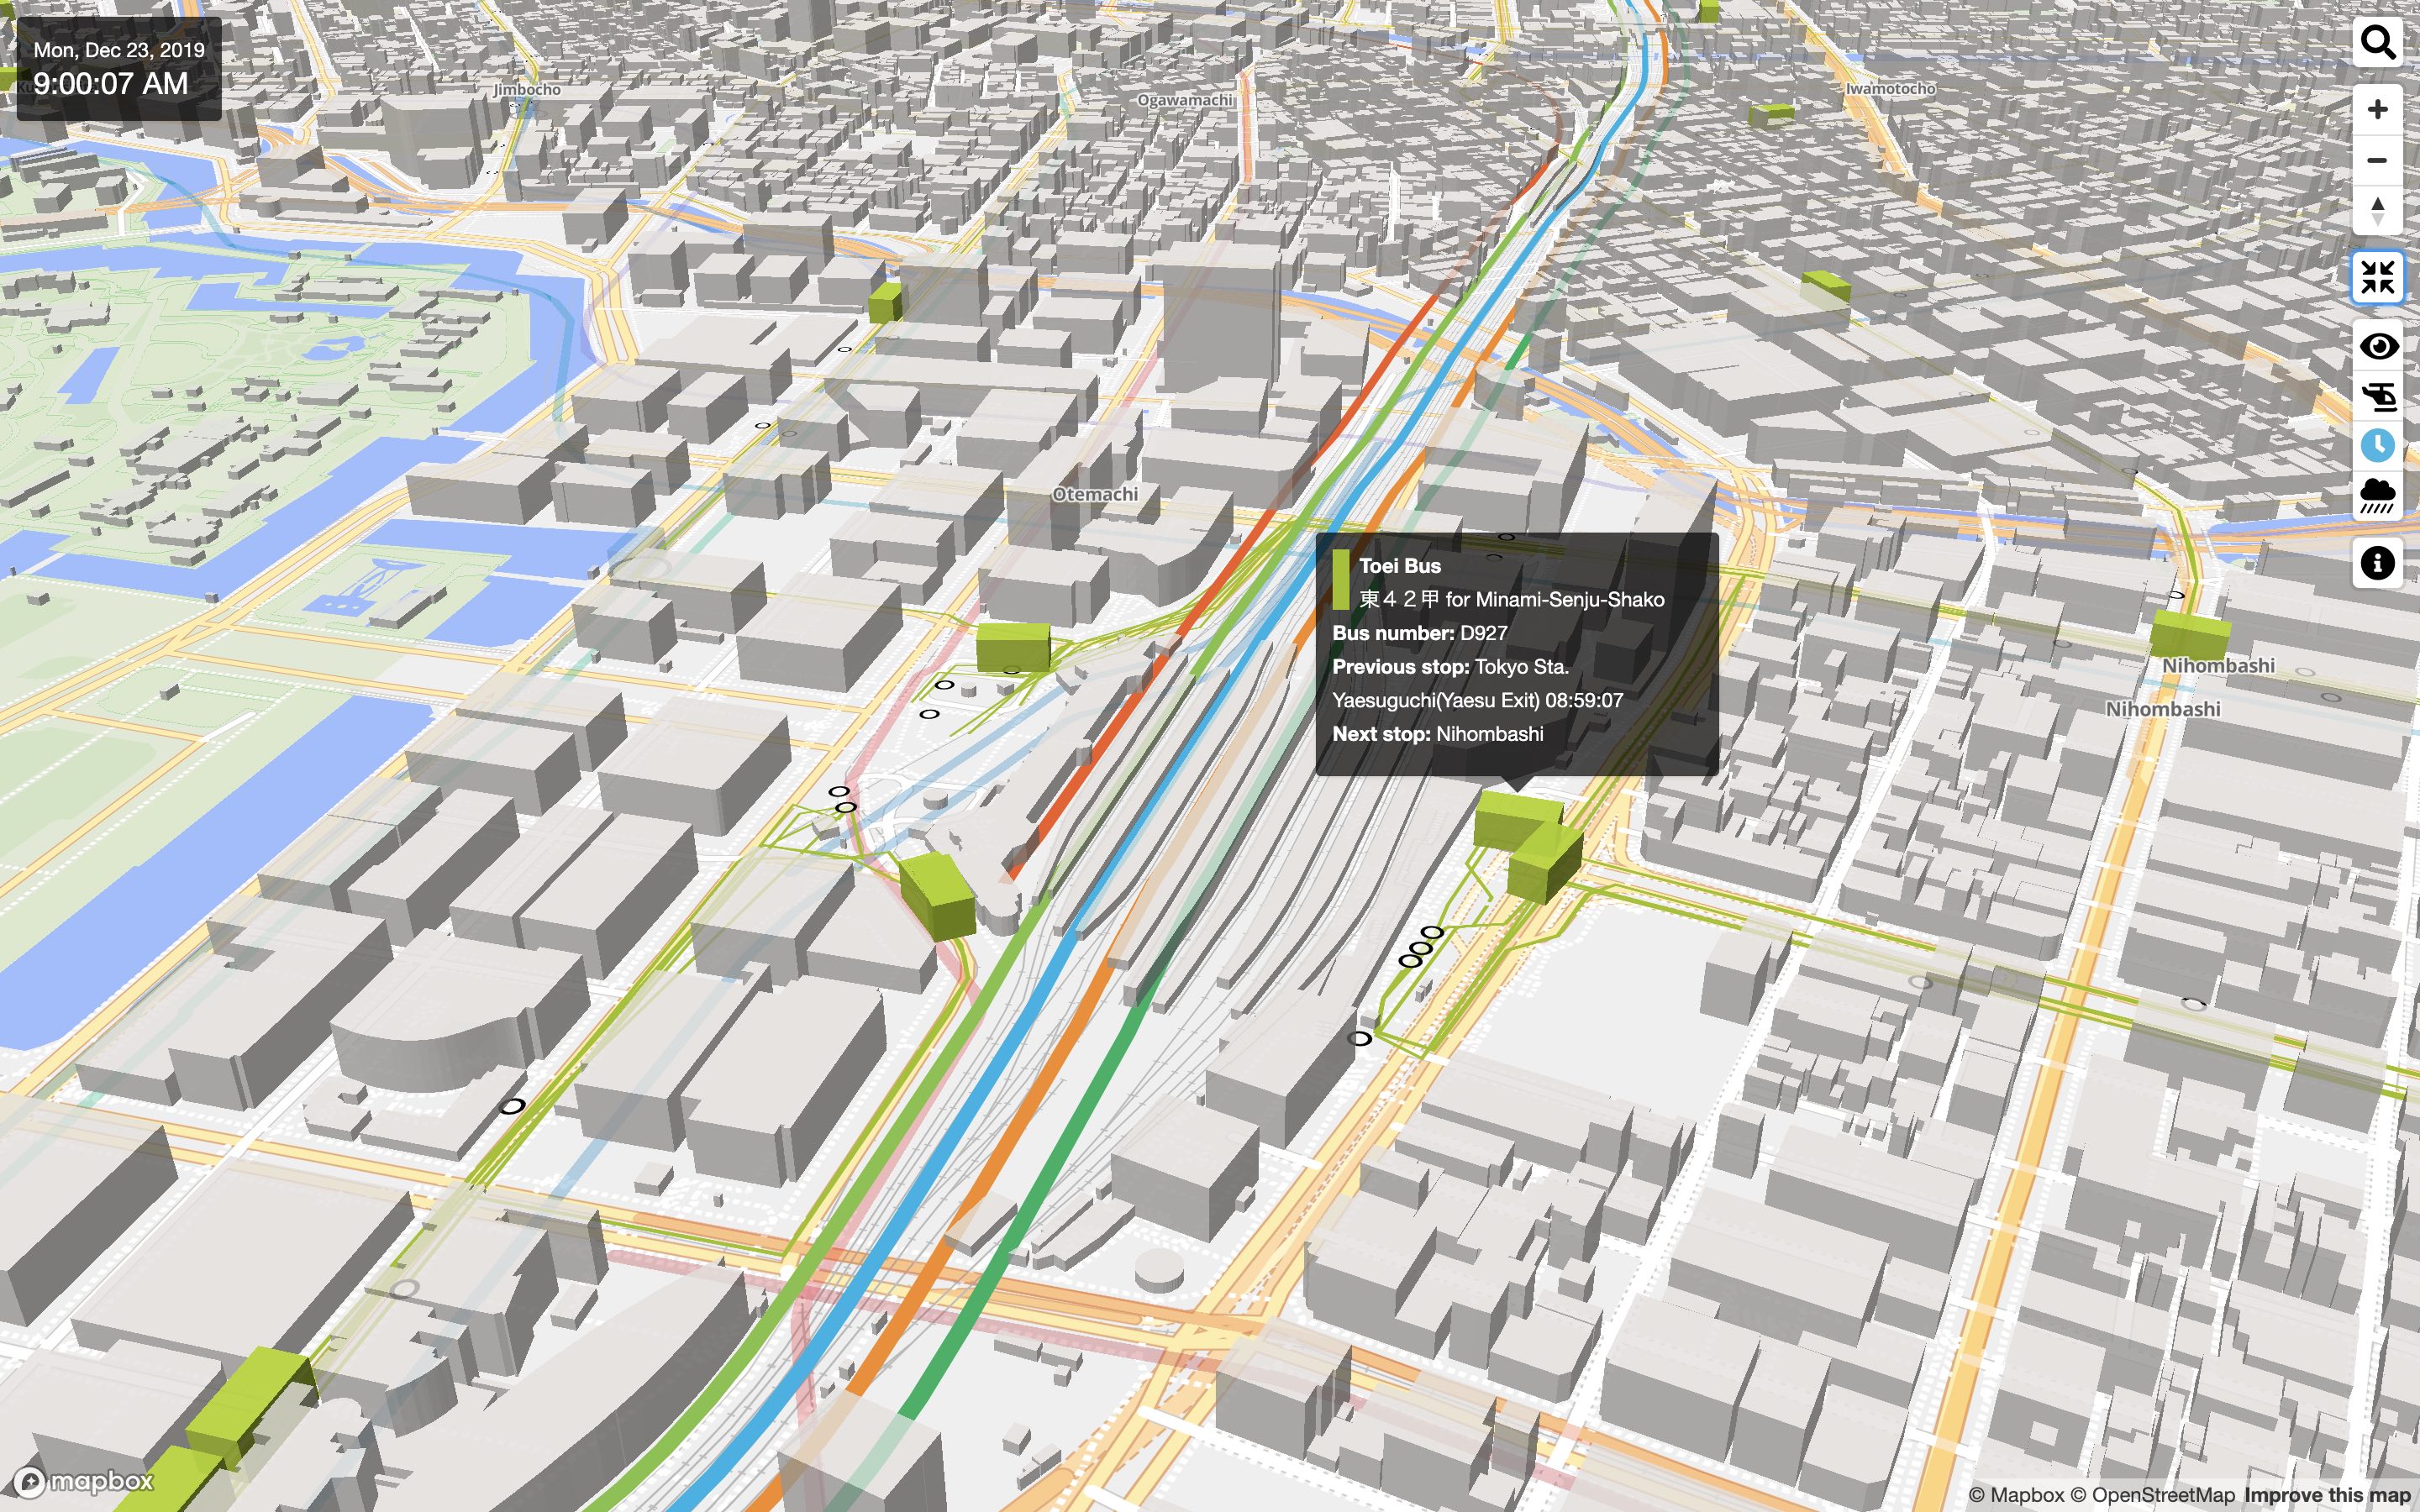 Mon, Dec 23, 2019
9:00:07 AM
Jimbocho
Ogawamachi
Iwamotocho
Otemachi
Toei Bus
東４２甲 for Minami-Senju-Shako
Bus number: D927
Previous stop: Tokyo Sta.
Yaesuguchi(Yaesu Exit) 08:59:07
Next stop: Nihombashi
Nihombashi
Nihombashi
mapbox
© Mapbox © OpenStreetMap Improve this map